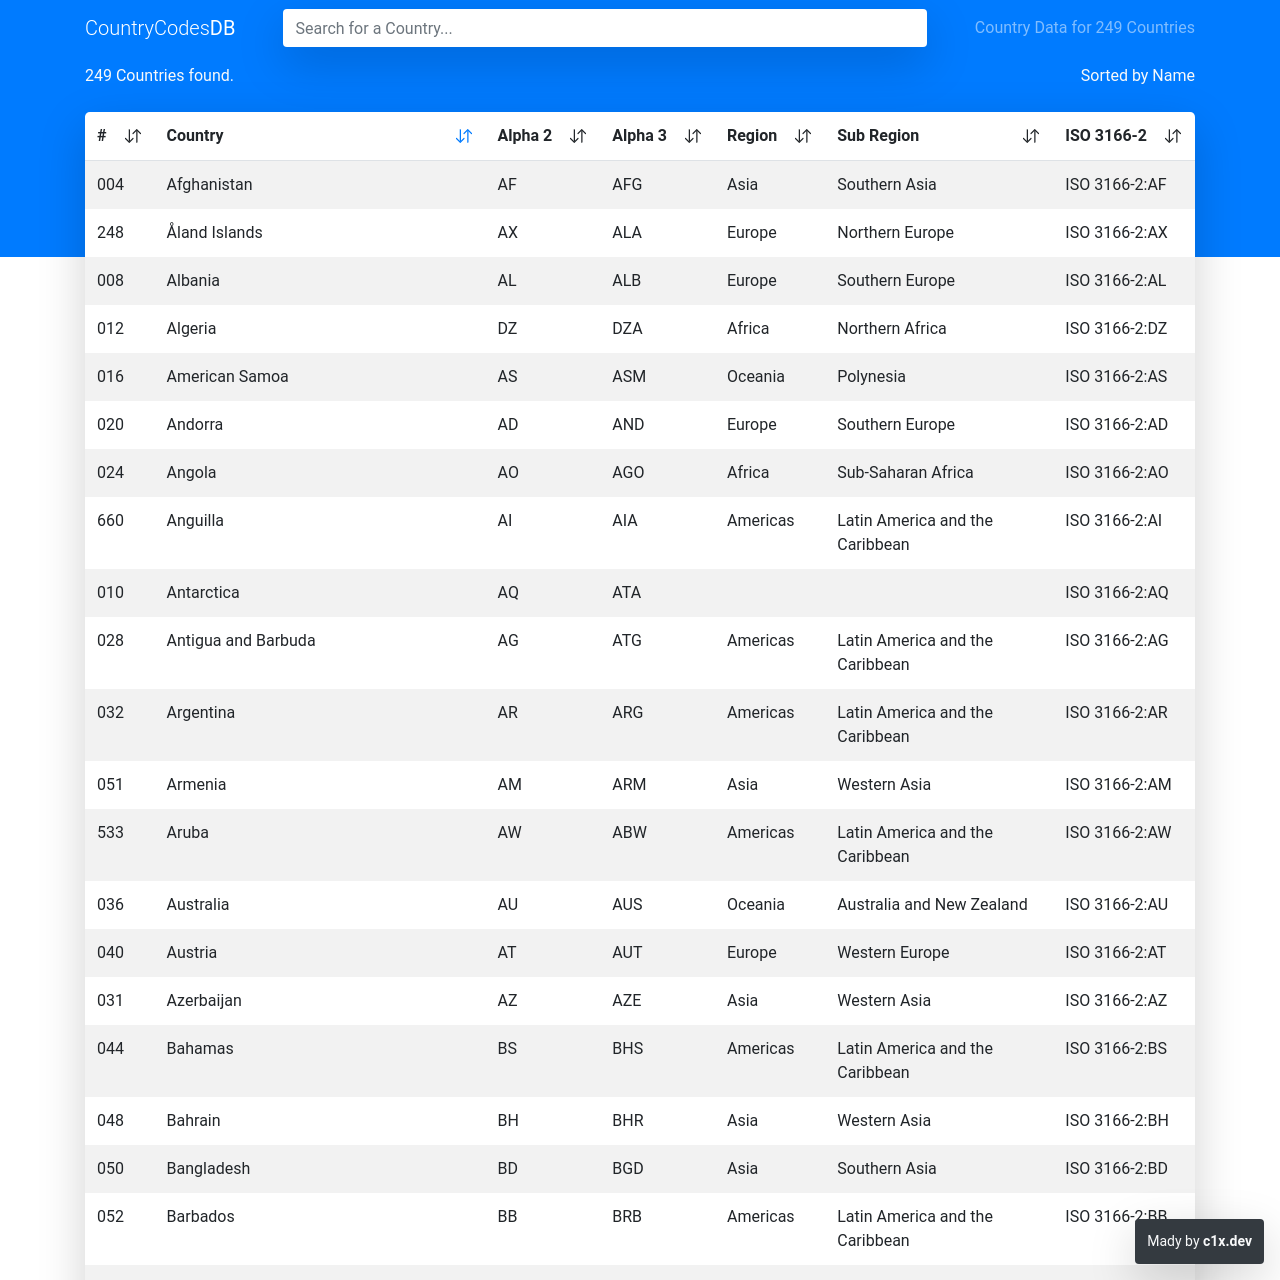 CountryCodesDB
Search for a Country...
Country Data for 249 Countries
249 Countries found.
Sorted by Name
# Country Alpha 2 Alpha 3 Region Sub Region ISO 3166-2
004 Afghanistan AF AFG Asia Southern Asia ISO 3166-2:AF
248 Åland Islands AX ALA Europe Northern Europe ISO 3166-2:AX
008 Albania AL ALB Europe Southern Europe ISO 3166-2:AL
012 Algeria DZ DZA Africa Northern Africa ISO 3166-2:DZ
016 American Samoa AS ASM Oceania Polynesia ISO 3166-2:AS
020 Andorra AD AND Europe Southern Europe ISO 3166-2:AD
024 Angola AO AGO Africa Sub-Saharan Africa ISO 3166-2:AO
660 Anguilla AI AIA Americas Latin America and the ISO 3166-2:AI
Caribbean
010 Antarctica AQ ATA ISO 3166-2:AQ
028 Antigua and Barbuda AG ATG Americas Latin America and the ISO 3166-2:AG
Caribbean
032 Argentina AR ARG Americas Latin America and the ISO 3166-2:AR
Caribbean
051 Armenia AM ARM Asia Western Asia ISO 3166-2:AM
533 Aruba AW ABW Americas Latin America and the ISO 3166-2:AW
Caribbean
036 Australia AU AUS Oceania Australia and New Zealand ISO 3166-2:AU
040 Austria AT AUT Europe Western Europe ISO 3166-2:AT
031 Azerbaijan AZ AZE Asia Western Asia ISO 3166-2:AZ
044 Bahamas BS BHS Americas Latin America and the ISO 3166-2:BS
Caribbean
048 Bahrain BH BHR Asia Western Asia ISO 3166-2:BH
050 Bangladesh BD BGD Asia Southern Asia ISO 3166-2:BD
052 Barbados BB BRB Americas Latin America and the ISO 3166-2:BB
Caribbean
Mady by c1x.dev